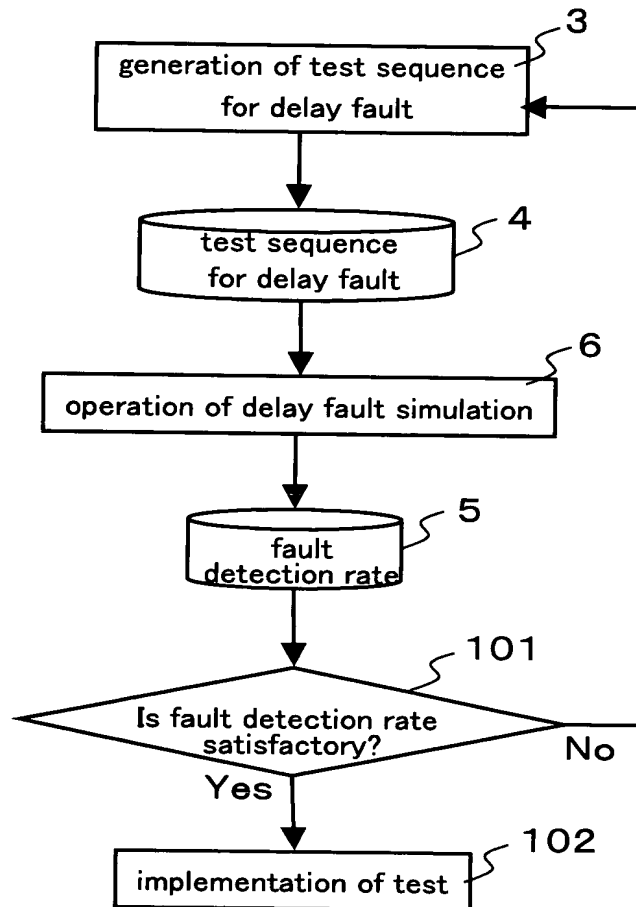 3
generation of test sequence
for delay fault
4
test sequence
for delay fault
6
operation of delay fault simulation
5
fault
detection rate
101
Is fault detection rate
satisfactory?
No
Yes
102
implementation of test